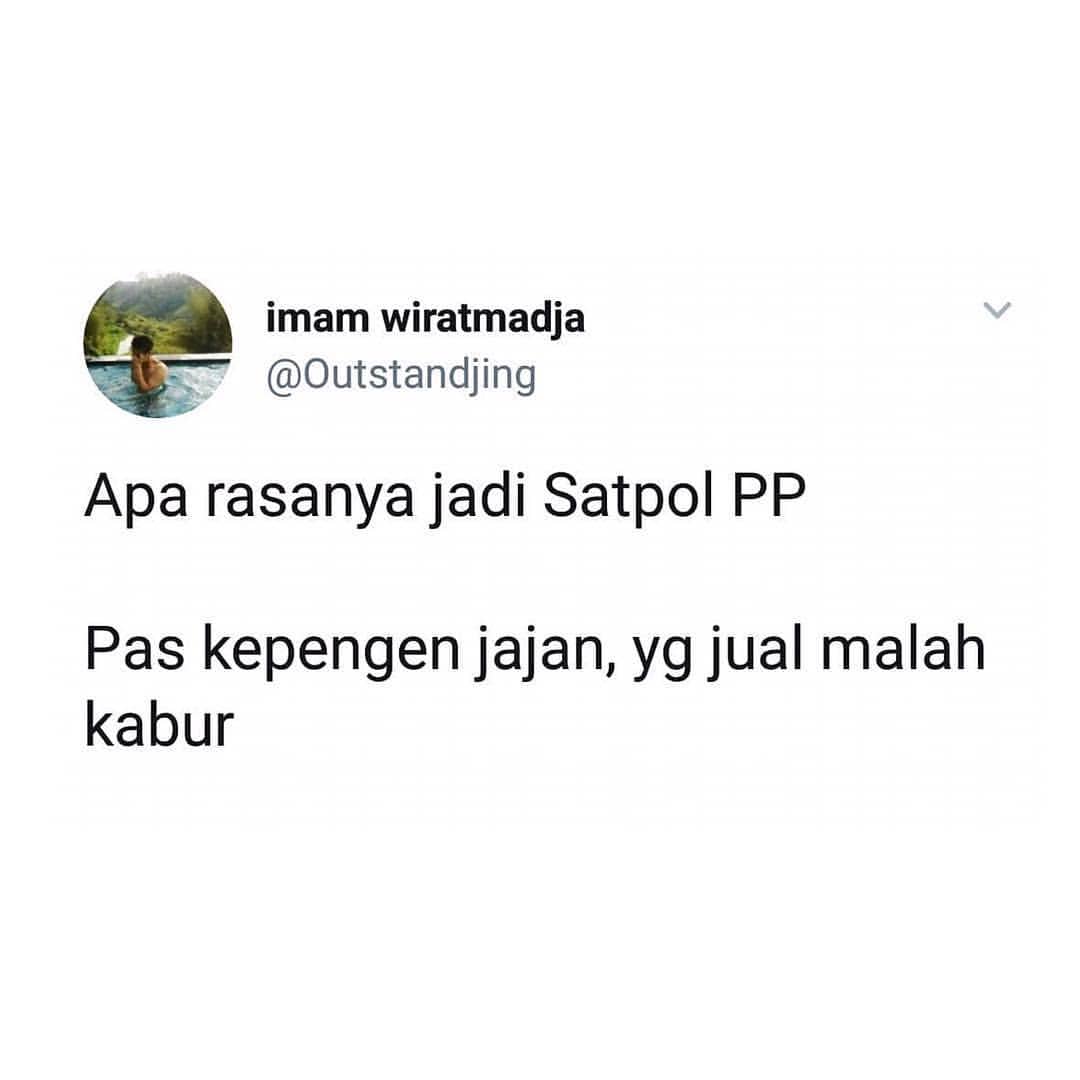 imam wiratmadja
@Outstandjing
Apa rasanya jadi Satpol PP
Pas kepengen jajan, yg jual malah
kabur